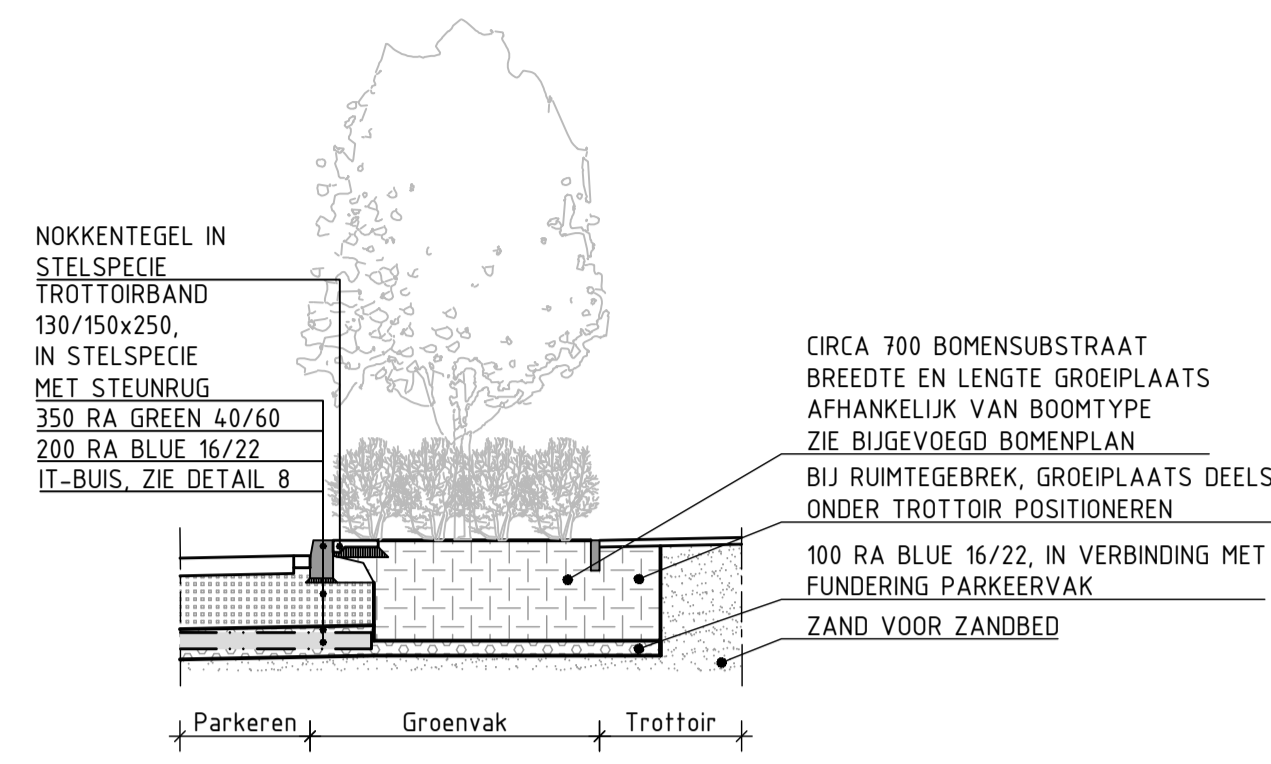 NOKKENTEGEL IN
STELSPECIE
TROTTOIRBAND
130/150x250,
IN STELSPECIE
MET STEUNRUG
350 RA GREEN 40/60
200 RA BLUE 16/22
IT-BUIS, ZIE DETAIL 8
CIRCA 700 BOMENSUBSTRAAT
BREEDTE EN LENGTE GROEIPLAATS
AFHANKELIJK VAN BOOMTYPE
ZIE BIJGEVOEGD BOMENPLAN
BIJ RUIMTEGEBREK, GROEIPLAATS DEELS
ONDER TROTTOIR POSITIONEREN
100 RA BLUE 16/22, IN VERBINDING MET
FUNDERING PARKEERVAK
ZAND VOOR ZANDBED
Parkeren
Groenvak
Trottoir